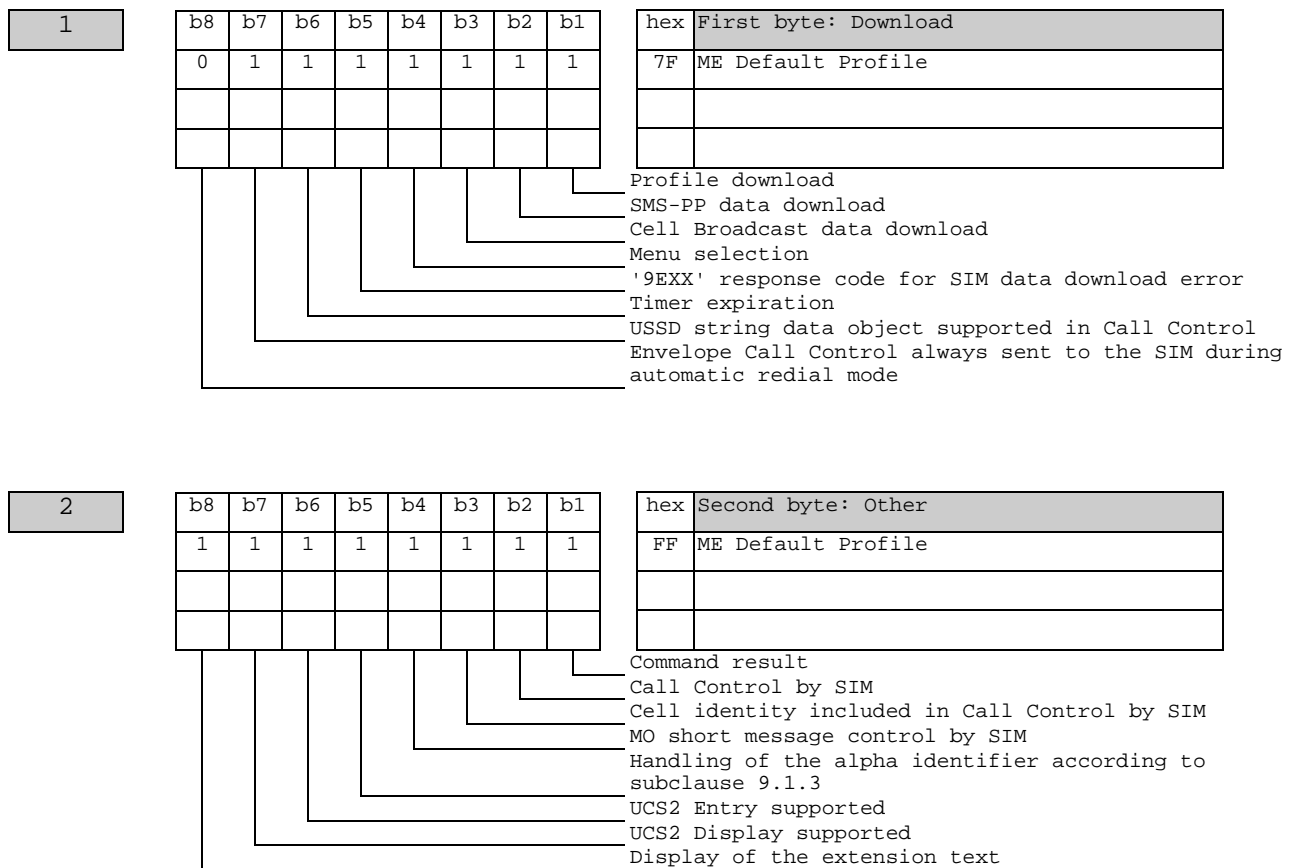 1 b8 b7 b6 b5 b4 b3 b2 b1 hex First byte: Download
0 1 1 1 1 1 1 1 7F ME Default Profile
Profile download
SMS-PP data download
Cell Broadcast data download
Menu selection
'9EXX' response code for SIM data download error
Timer expiration
USSD string data object supported in Call Control
Envelope Call Control always sent to the SIM during
automatic redial mode
2 b8 b7 b6 b5 b4 b3 b2 b1 hex Second byte: Other
1 1 1 1 1 1 1 1 FF ME Default Profile
Command result
Call Control by SIM
Cell identity included in Call Control by SIM
MO short message control by SIM
Handling of the alpha identifier according to
subclause 9.1.3
UCS2 Entry supported
UCS2 Display supported
Display of the extension text